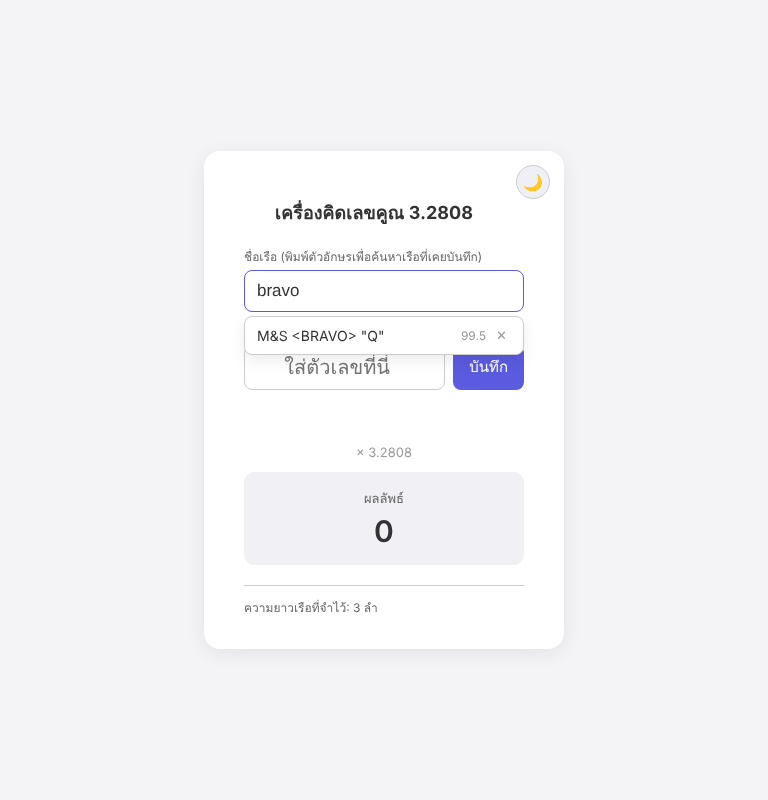 🌙
เครื่องคิดเลขคูณ 3.2808
ชื่อเรือ (พิมพ์ตัวอักษรเพื่อค้นหาเรือที่เคยบันทึก)
bravo
M&S <BRAVO> "Q" 99.5 ✕
ใส่ตัวเลขที่นี่ บันทึก
× 3.2808
ผลลัพธ์
0
ความยาวเรือที่จำไว้: 3 ลำ